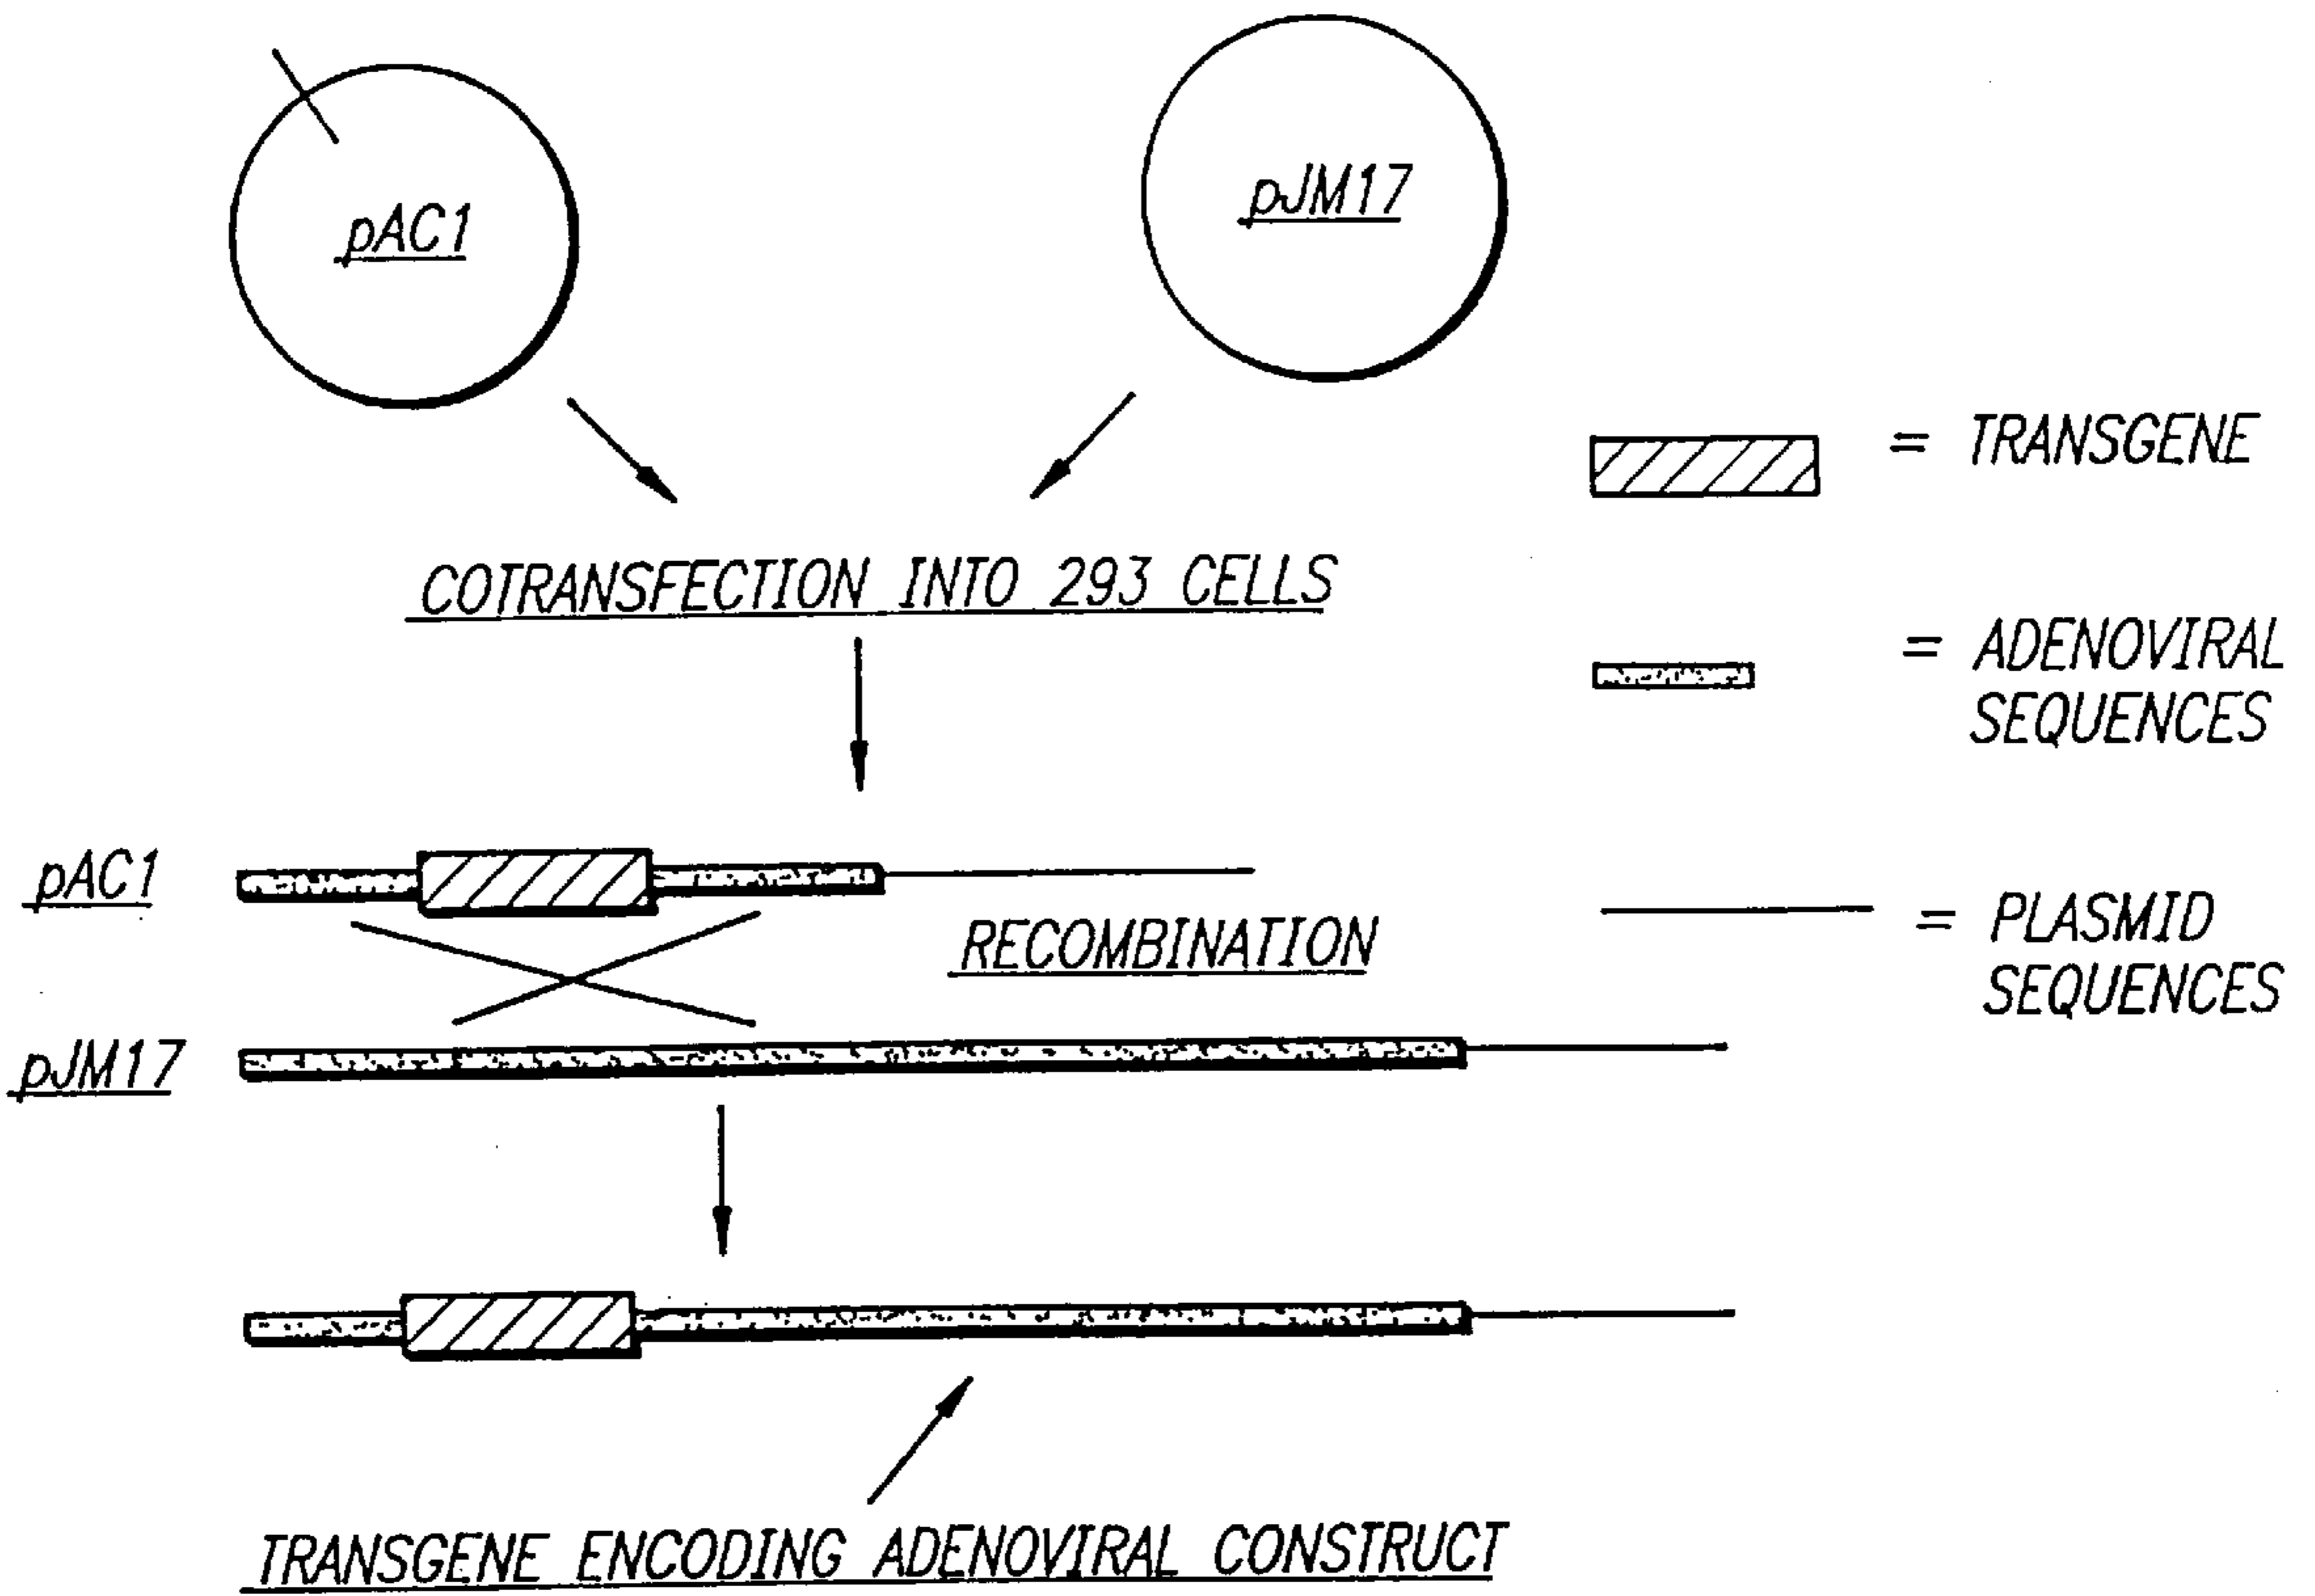 pAC1
pJM17
= TRANSGENE
COTRANSFECTION INTO 293 CELLS
= ADENOVIRAL
SEQUENCES
pAC1
RECOMBINATION
= PLASMID
SEQUENCES
pJM17
TRANSGENE ENCODING ADENOVIRAL CONSTRUCT